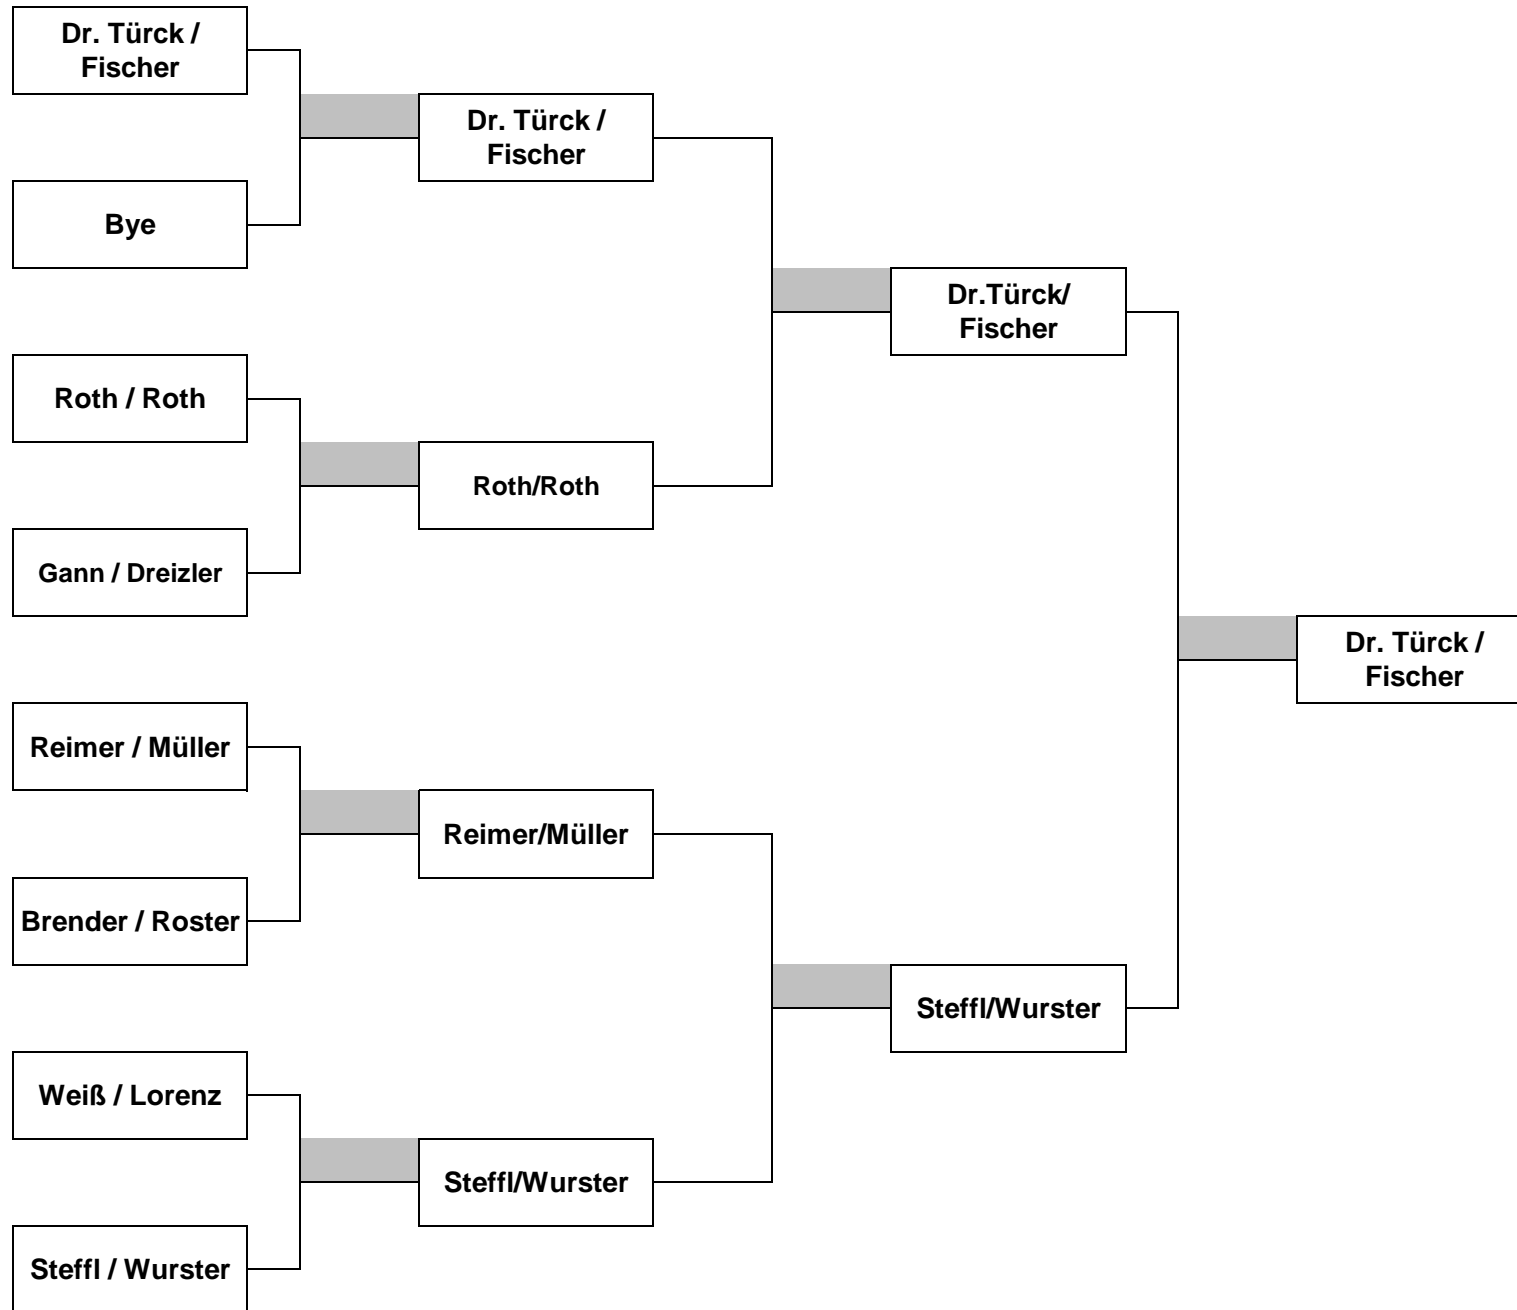 Dr. Türck /
Fischer
Bye
Roth / Roth
Gann / Dreizler
Reimer / Müller
Brender / Roster
Weiß / Lorenz
Steffl / Wurster
Dr. Türck /
Fischer
Roth/Roth
Reimer/Müller
Steffl/Wurster
Dr.Türck/
Fischer
Steffl/Wurster
Dr. Türck /
Fischer